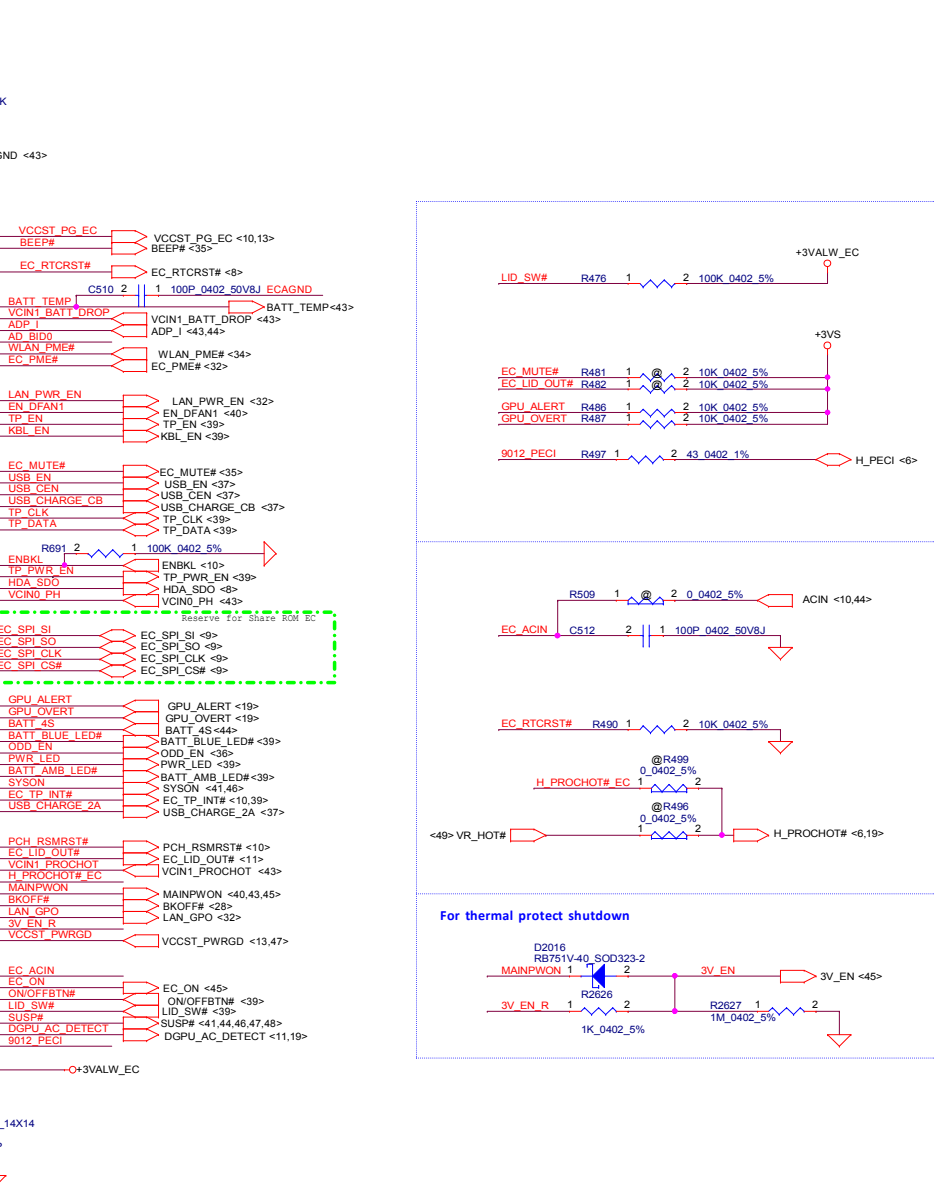 K
GND <43>
VCCST_PG_EC
VCCST_PG_EC <10,13>
BEEP#
BEEP# <35>
EC_RTCRST#
EC_RTCRST# <8>
C510 2 1 100P_0402_50V8J ECAGND
BATT_TEMP
BATT_TEMP<43>
VCIN1_BATT_DROP
VCIN1_BATT_DROP <43>
ADP_I
ADP_I <43,44>
AD_BID0
WLAN_PME#
WLAN_PME# <34>
EC_PME#
EC_PME# <32>
LAN_PWR_EN
LAN_PWR_EN <32>
EN_DFAN1
EN_DFAN1 <40>
TP_EN
TP_EN <39>
KBL_EN
KBL_EN <39>
EC_MUTE#
EC_MUTE# <35>
USB_EN
USB_EN <37>
USB_CEN
USB_CEN <37>
USB_CHARGE_CB
USB_CHARGE_CB <37>
TP_CLK
TP_CLK <39>
TP_DATA
TP_DATA <39>
R691 2 1 100K_0402_5%
ENBKL
ENBKL <10>
TP_PWR_EN
TP_PWR_EN <39>
HDA_SDO
HDA_SDO <8>
VCIN0_PH
VCIN0_PH <43>
Reserve for Share ROM EC
EC_SPI_SI
EC_SPI_SI <9>
EC_SPI_SO
EC_SPI_SO <9>
EC_SPI_CLK
EC_SPI_CLK <9>
EC_SPI_CS#
EC_SPI_CS# <9>
GPU_ALERT
GPU_ALERT <19>
GPU_OVERT
GPU_OVERT <19>
BATT_4S
BATT_4S <44>
BATT_BLUE_LED#
BATT_BLUE_LED# <39>
ODD_EN
ODD_EN <36>
PWR_LED
PWR_LED <39>
BATT_AMB_LED#
BATT_AMB_LED# <39>
SYSON
SYSON <41,46>
EC_TP_INT#
EC_TP_INT# <10,39>
USB_CHARGE_2A
USB_CHARGE_2A <37>
PCH_RSMRST#
PCH_RSMRST# <10>
EC_LID_OUT#
EC_LID_OUT# <11>
VCIN1_PROCHOT
VCIN1_PROCHOT <43>
H_PROCHOT#_EC
MAINPWON
MAINPWON <40,43,45>
BKOFF#
BKOFF# <28>
LAN_GPO
LAN_GPO <32>
3V_EN_R
VCCST_PWRGD
VCCST_PWRGD <13,47>
EC_ACIN
EC_ON
EC_ON <45>
ON/OFFBTN#
ON/OFFBTN# <39>
LID_SW#
LID_SW# <39>
SUSP#
SUSP# <41,44,46,47,48>
DGPU_AC_DETECT
DGPU_AC_DETECT <11,19>
9012_PECI
+3VALW_EC
_14X14
+3VALW_EC
LID_SW# R476 1 2 100K_0402_5%
+3VS
EC_MUTE# R481 1 @ 2 10K_0402_5%
EC_LID_OUT# R482 1 @ 2 10K_0402_5%
GPU_ALERT R486 1 2 10K_0402_5%
GPU_OVERT R487 1 2 10K_0402_5%
9012_PECI R497 1 2 43_0402_1% H_PECI <6>
R509 1 @ 2 0_0402_5% ACIN <10,44>
EC_ACIN C512 2 1 100P_0402_50V8J
EC_RTCRST# R490 1 2 10K_0402_5%
@R499
0_0402_5%
H_PROCHOT#_EC 1 2
@R496
0_0402_5%
<49> VR_HOT# 1 2 H_PROCHOT# <6,19>
For thermal protect shutdown
D2016
RB751V-40_SOD323-2
MAINPWON 1 2 3V_EN 3V_EN <45>
R2626
3V_EN_R 1 2 R2627 1 2
1K_0402_5% 1M_0402_5%